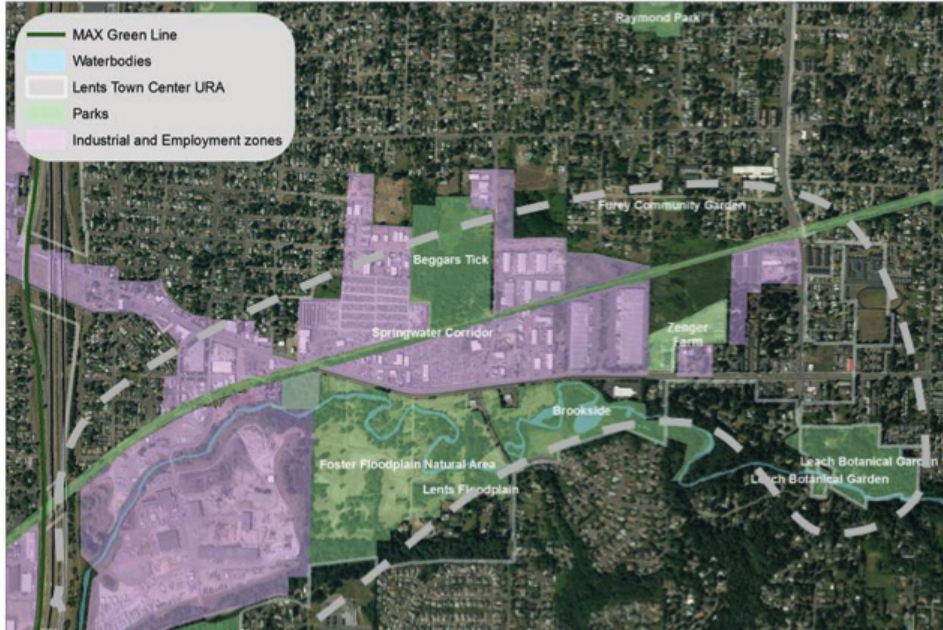 MAX Green Line
Waterbodies
Lents Town Center URA
Parks
Industrial and Employment zones
Raymond Park
Furey Community Garden
Beggars Tick
Springwater Corridor
Zenger
Farm
Brookside
Foster Floodplain Natural Area
Leach Botanical Garden
Leach Botanical Garden
Lents Floodplain